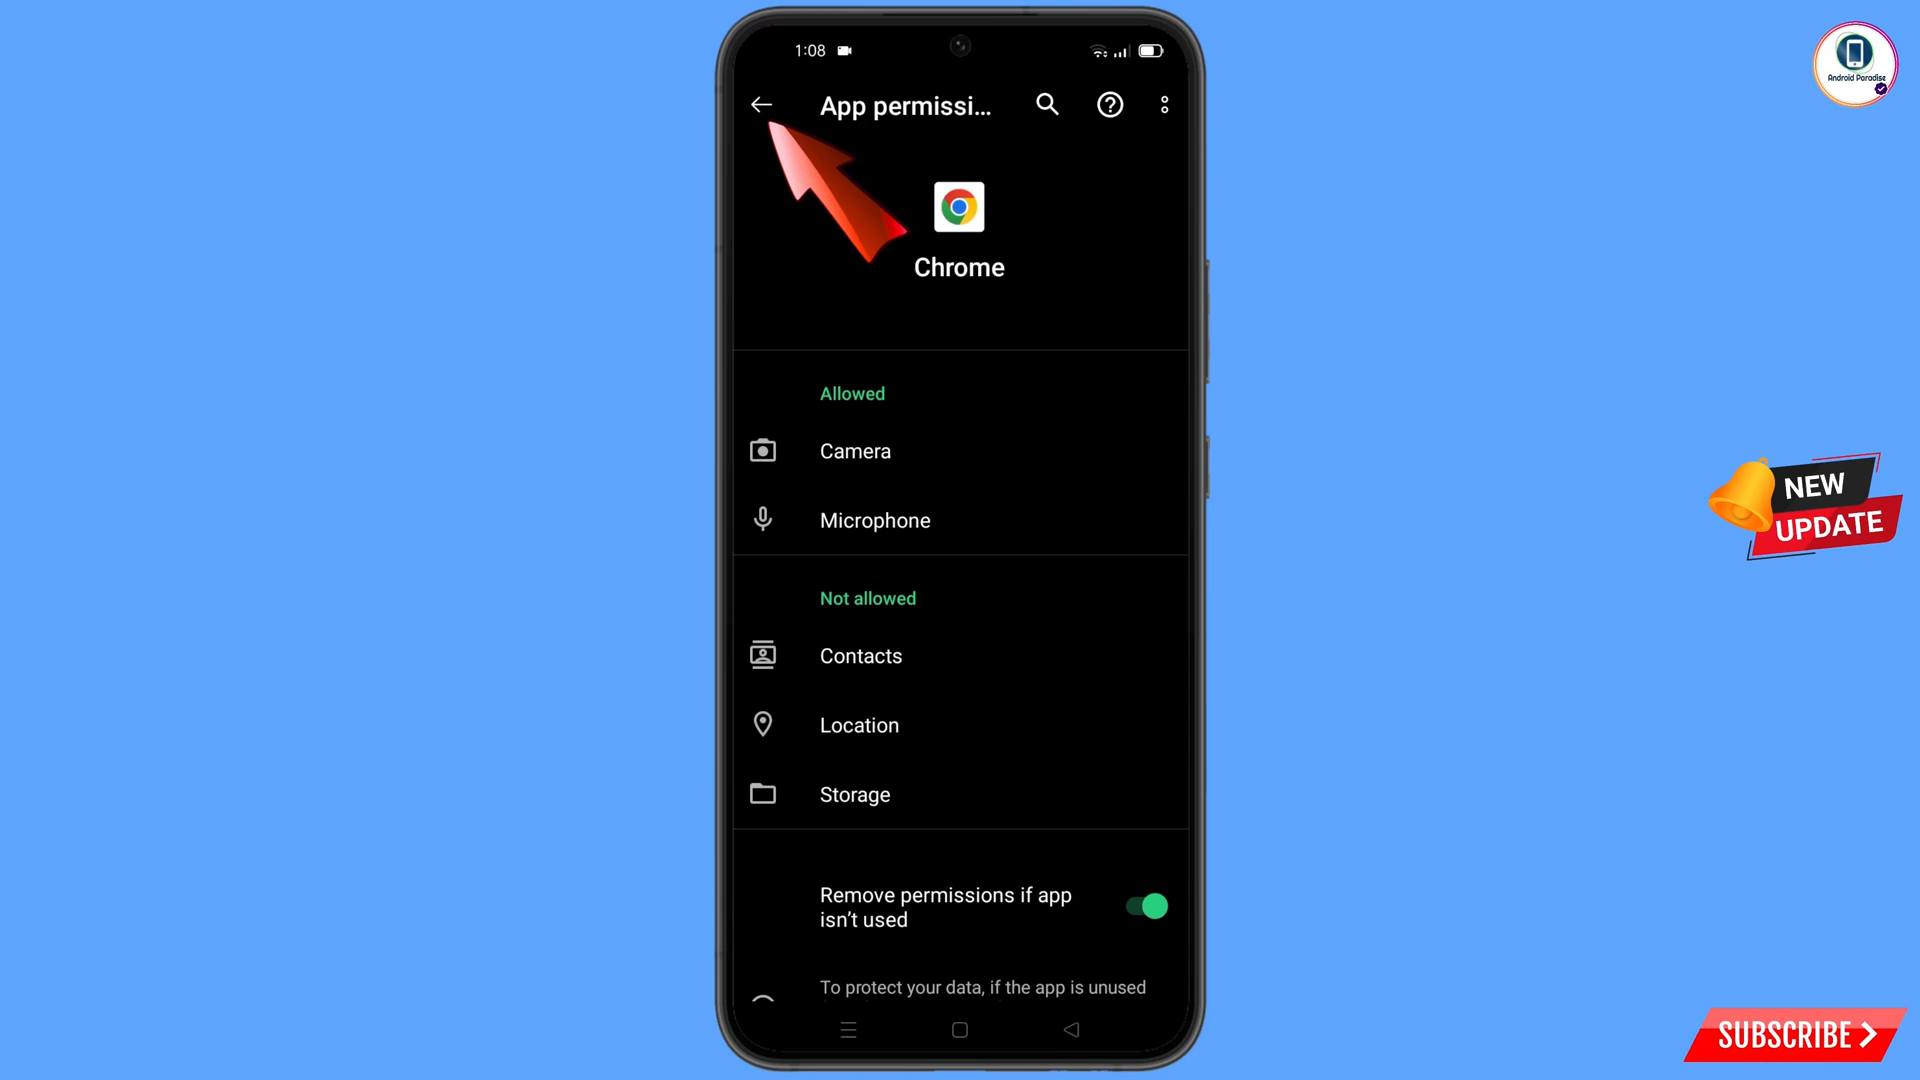 1:08
App permissi...
Chrome
Allowed
Camera
Microphone
Not allowed
Contacts
Location
Storage
Remove permissions if app
isn't used
To protect your data, if the app is unused
Android Paradise
NEW
UPDATE
SUBSCRIBE